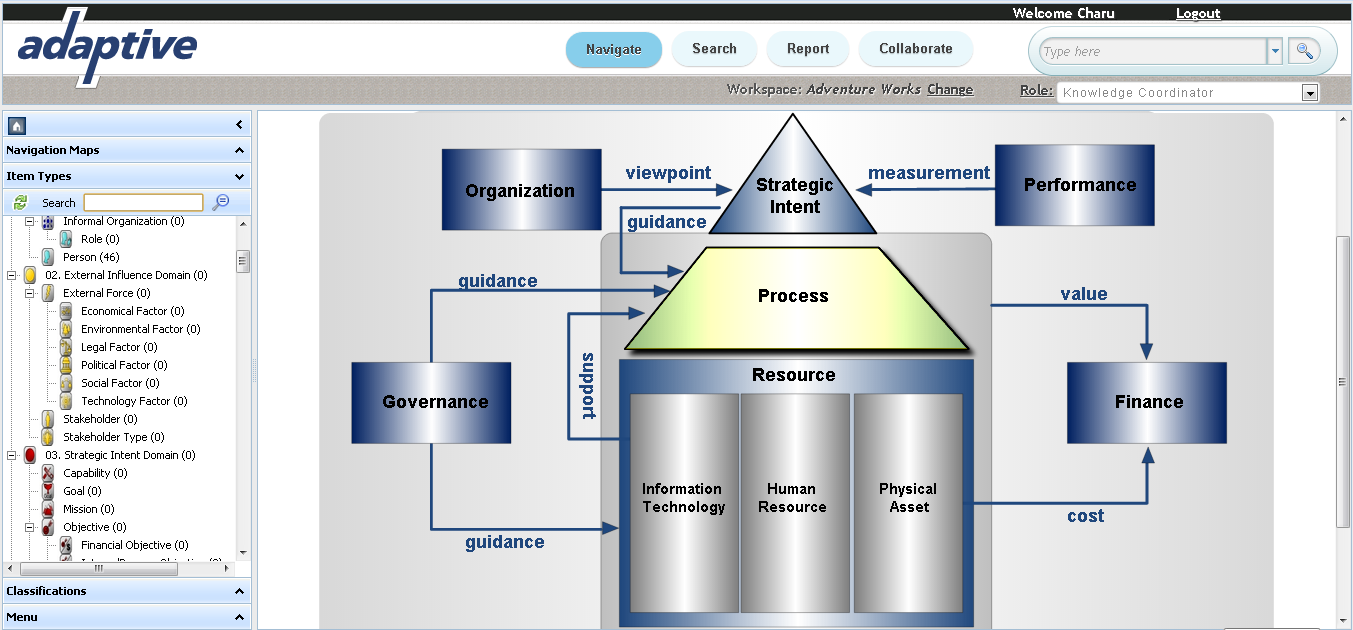 Welcome Charu
Logout
adaptive
Navigate
Search
Report
Collaborate
Type here
Workspace: Adventure Works Change
Role:
Knowledge Coordinator
Navigation Maps
Item Types
Search
Informal Organization (0)
Role (0)
Person (46)
02. External Influence Domain (0)
External Force (0)
Economical Factor (0)
Environmental Factor (0)
Legal Factor (0)
Political Factor (0)
Social Factor (0)
Technology Factor (0)
Stakeholder (0)
Stakeholder Type (0)
03. Strategic Intent Domain (0)
Capability (0)
Goal (0)
Mission (0)
Objective (0)
Financial Objective (0)
Classifications
Menu
Organization
viewpoint
Strategic
Intent
measurement
Performance
guidance
guidance
Process
value
support
Governance
Resource
Finance
Information
Technology
Human
Resource
Physical
Asset
guidance
cost